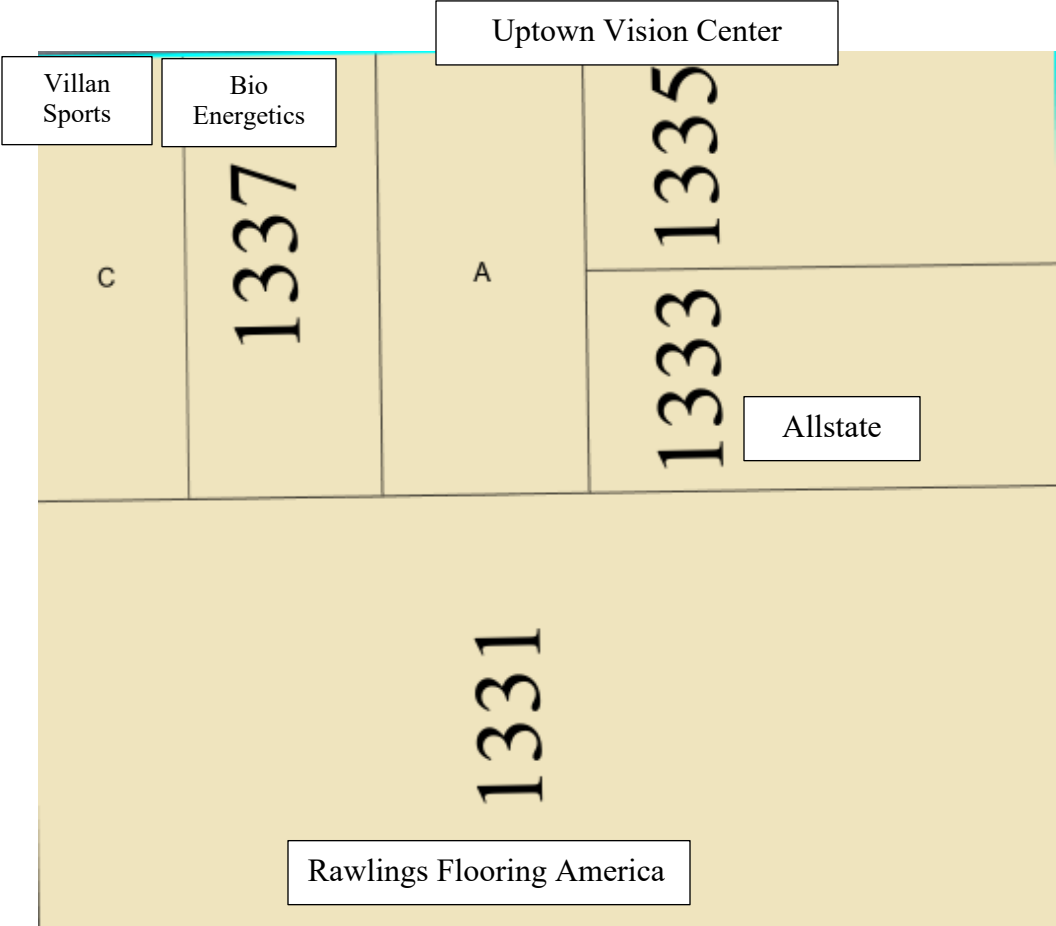 Uptown Vision Center
Villan
Sports
Bio
Energetics
1335
1337
C
A
1333
Allstate
1331
Rawlings Flooring America